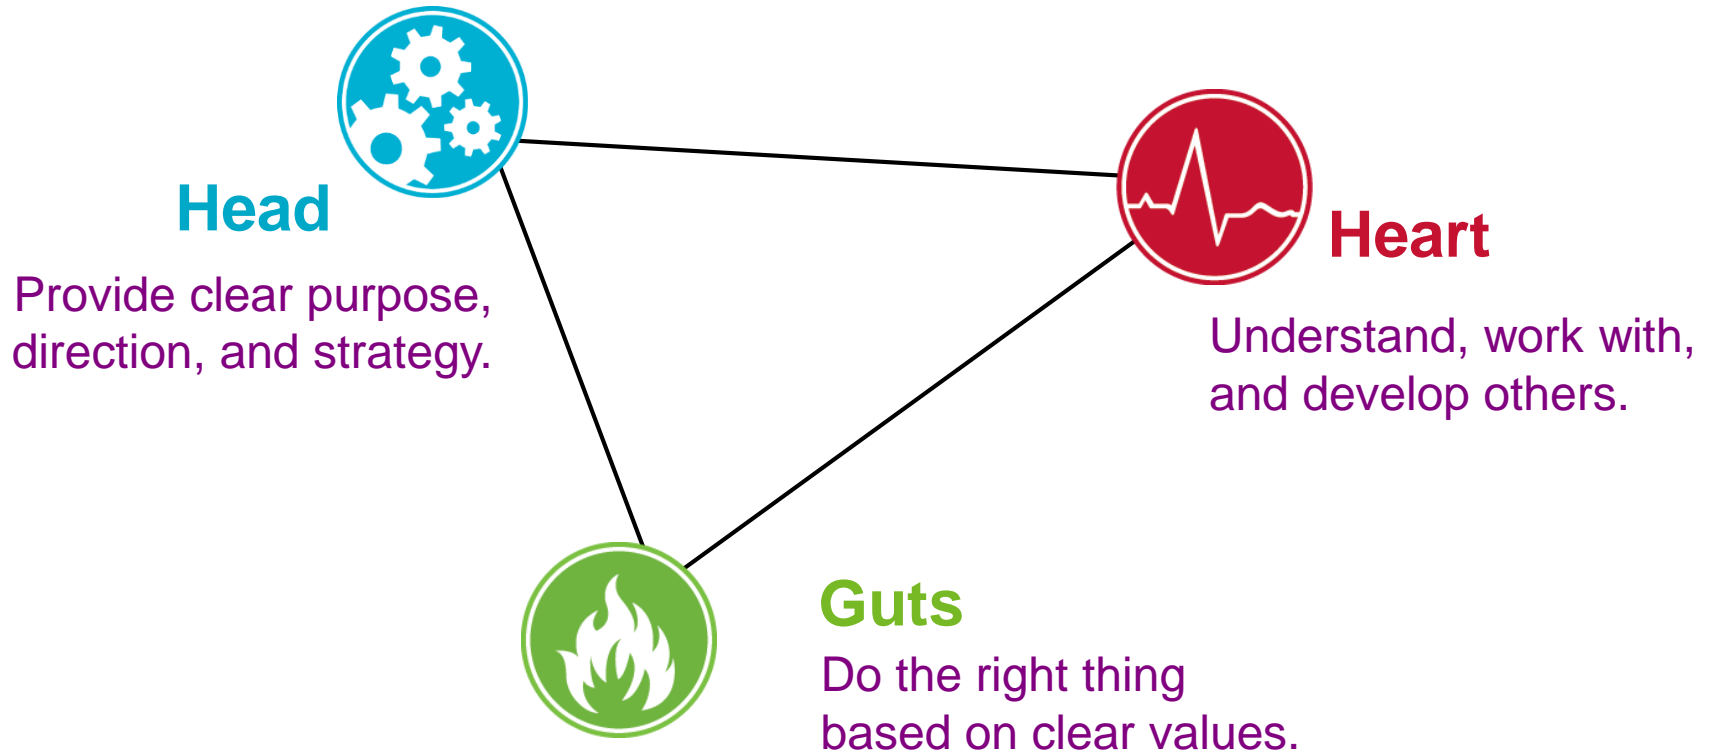 Head
Provide clear purpose,
direction, and strategy.
Heart
Understand, work with,
and develop others.
Guts
Do the right thing
based on clear values.